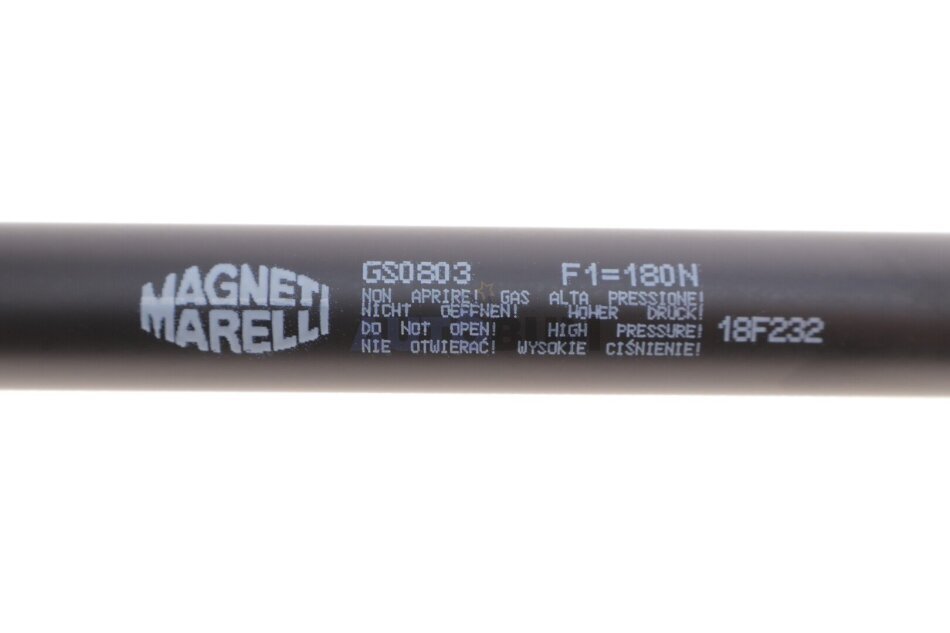 MAGNETI
MARELLI
GS0803 F1=180N
NON APRIRE! GAS ALTA PRESSIONE!
NICHT OEFFNEN! HOHER DRUCK!
DO NOT OPEN! HIGH PRESSURE!
NIE OTWIERAĆ! WYSOKIE CIŚNIENIE!
18F232